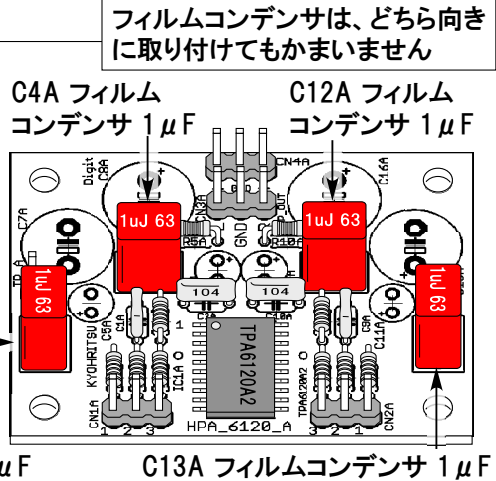 フィルムコンデンサは、どちら向き
に取り付けてもかまいません
C4A フィルム
コンデンサ 1μF
C12A フィルム
コンデンサ 1μF
Digit
C8A
CN4A
C16A
C7A
CN3A
1uJ 63
1uJ 63
R5A
GND
R10A
1uJ 63
1uJ 63
104
104
C5A
C1A
C9A
C11A
KYOHRITSU
IC1A
1
TPA6120A2
TPA6120A2
CN1A
1 2 3
HPA_6120_A
3 2 1
CN2A
μF
C13A フィルムコンデンサ 1μF